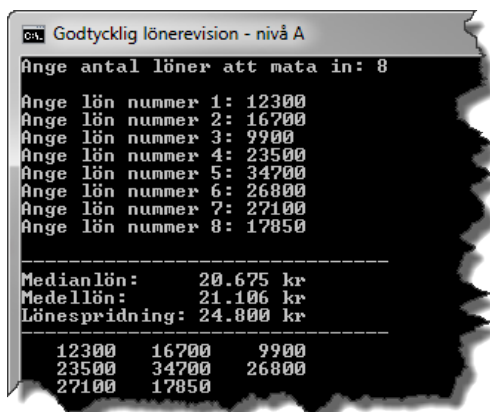 Godtycklig lönerevision - nivå A
Ange antal löner att mata in: 8
Ange lön nummer 1: 12300
Ange lön nummer 2: 16700
Ange lön nummer 3: 9900
Ange lön nummer 4: 23500
Ange lön nummer 5: 34700
Ange lön nummer 6: 26800
Ange lön nummer 7: 27100
Ange lön nummer 8: 17850
-------------------------------
Medianlön: 20.675 kr
Medellön: 21.106 kr
Lönespridning: 24.800 kr
-------------------------------
12300 16700 9900
23500 34700 26800
27100 17850